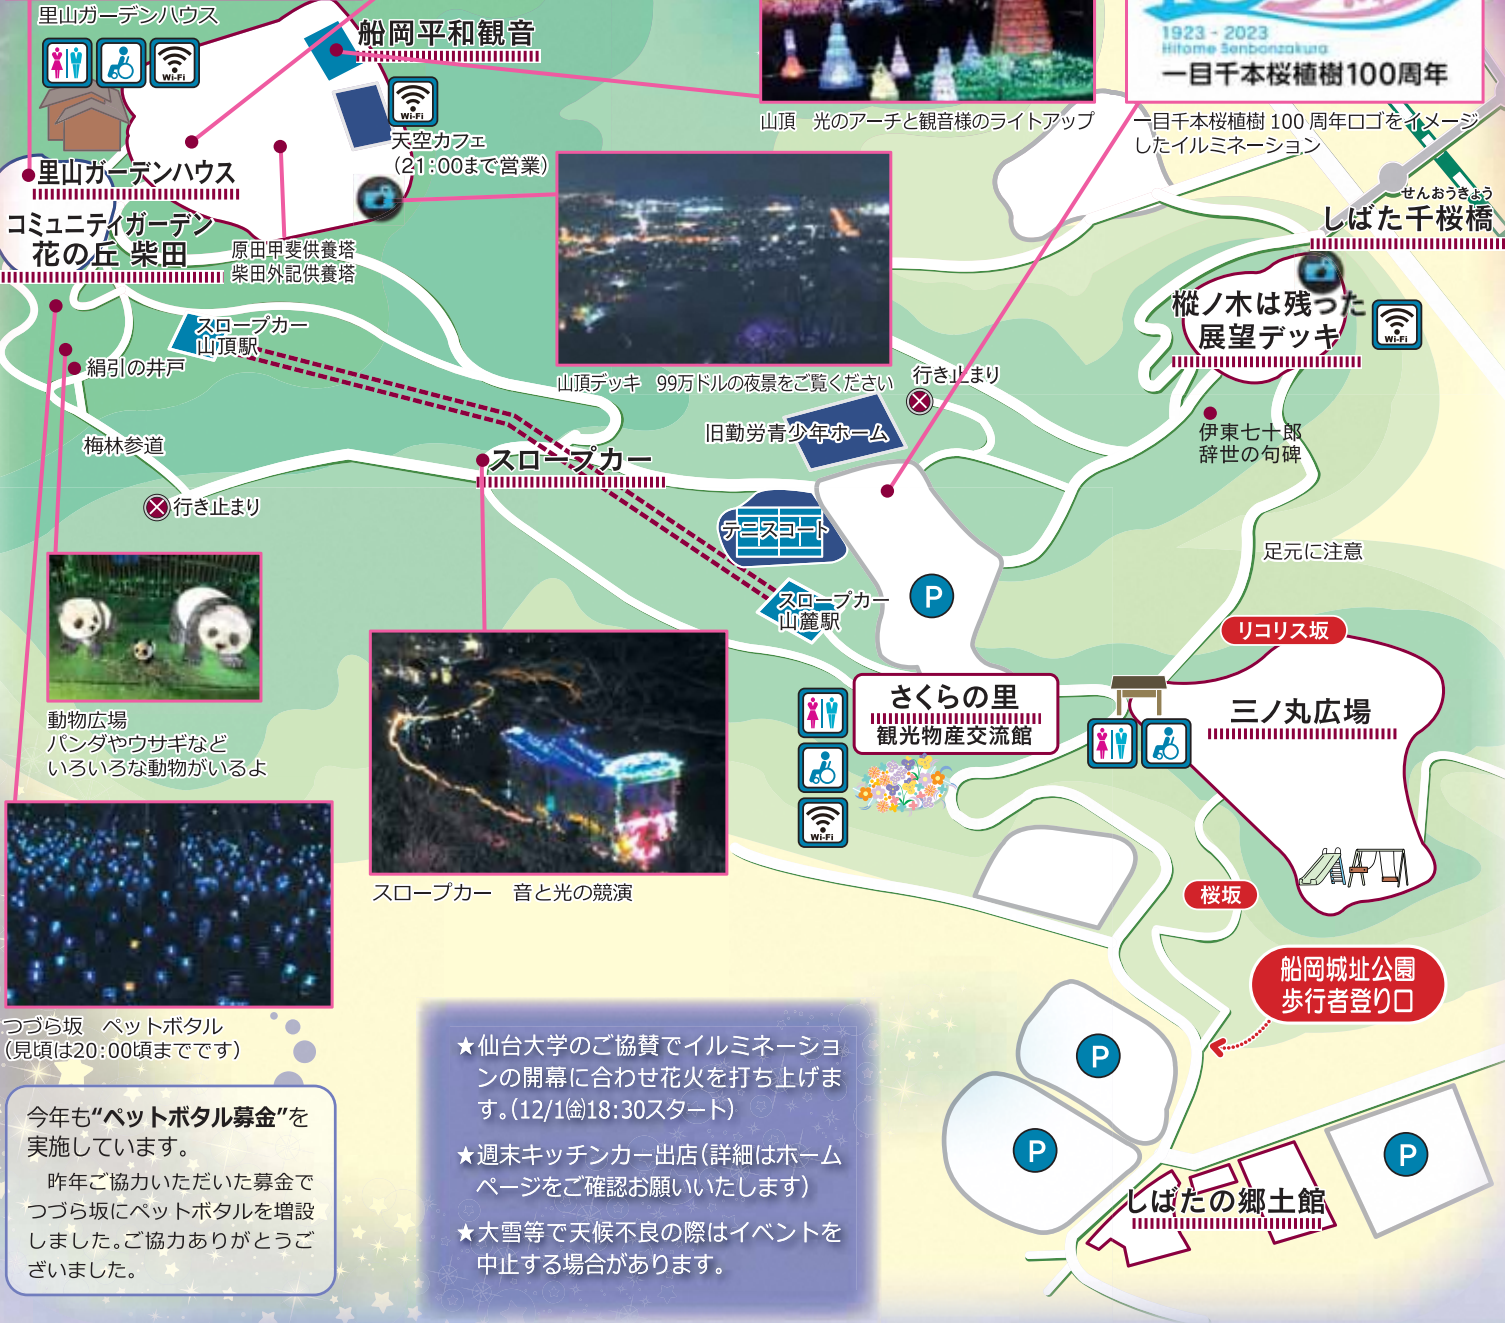 里山ガーデンハウス
船岡平和観音
1923 - 2023
Hitome Senbonzakura
一目千本桜植樹100周年
Wi-Fi
Wi-Fi
天空カフェ
(21:00まで営業)
山頂　光のアーチと観音様のライトアップ
一目千本桜植樹 100 周年ロゴをイメージ
したイルミネーション
里山ガーデンハウス
コミュニティガーデン
花の丘 柴田
原田甲斐供養塔
柴田外記供養塔
せんおうきょう
しばた千桜橋
樅ノ木は残った
展望デッキ
Wi-Fi
スロープカー
山頂駅
絹引の井戸
山頂デッキ　99万ドルの夜景をご覧ください
行き止まり
旧勤労青少年ホーム
伊東七十郎
辞世の句碑
梅林参道
スロープカー
行き止まり
テニスコート
足元に注意
スロープカー
山麓駅
P
リコリス坂
さくらの里
観光物産交流館
三ノ丸広場
Wi-Fi
動物広場
パンダやウサギなど
いろいろな動物がいるよ
スロープカー　音と光の競演
桜坂
船岡城址公園
歩行者登り口
つづら坂　ペットボタル
(見頃は20:00頃までです)
今年も“ペットボタル募金”を
実施しています。
昨年ご協力いただいた募金で
つづら坂にペットボタルを増設
しました。ご協力ありがとうご
ざいました。
★仙台大学のご協賛でイルミネーショ
ンの開幕に合わせ花火を打ち上げま
す。(12/1㈮18:30スタート)
★週末キッチンカー出店(詳細はホーム
ページをご確認お願いいたします)
★大雪等で天候不良の際はイベントを
中止する場合があります。
P
P
P
しばたの郷土館